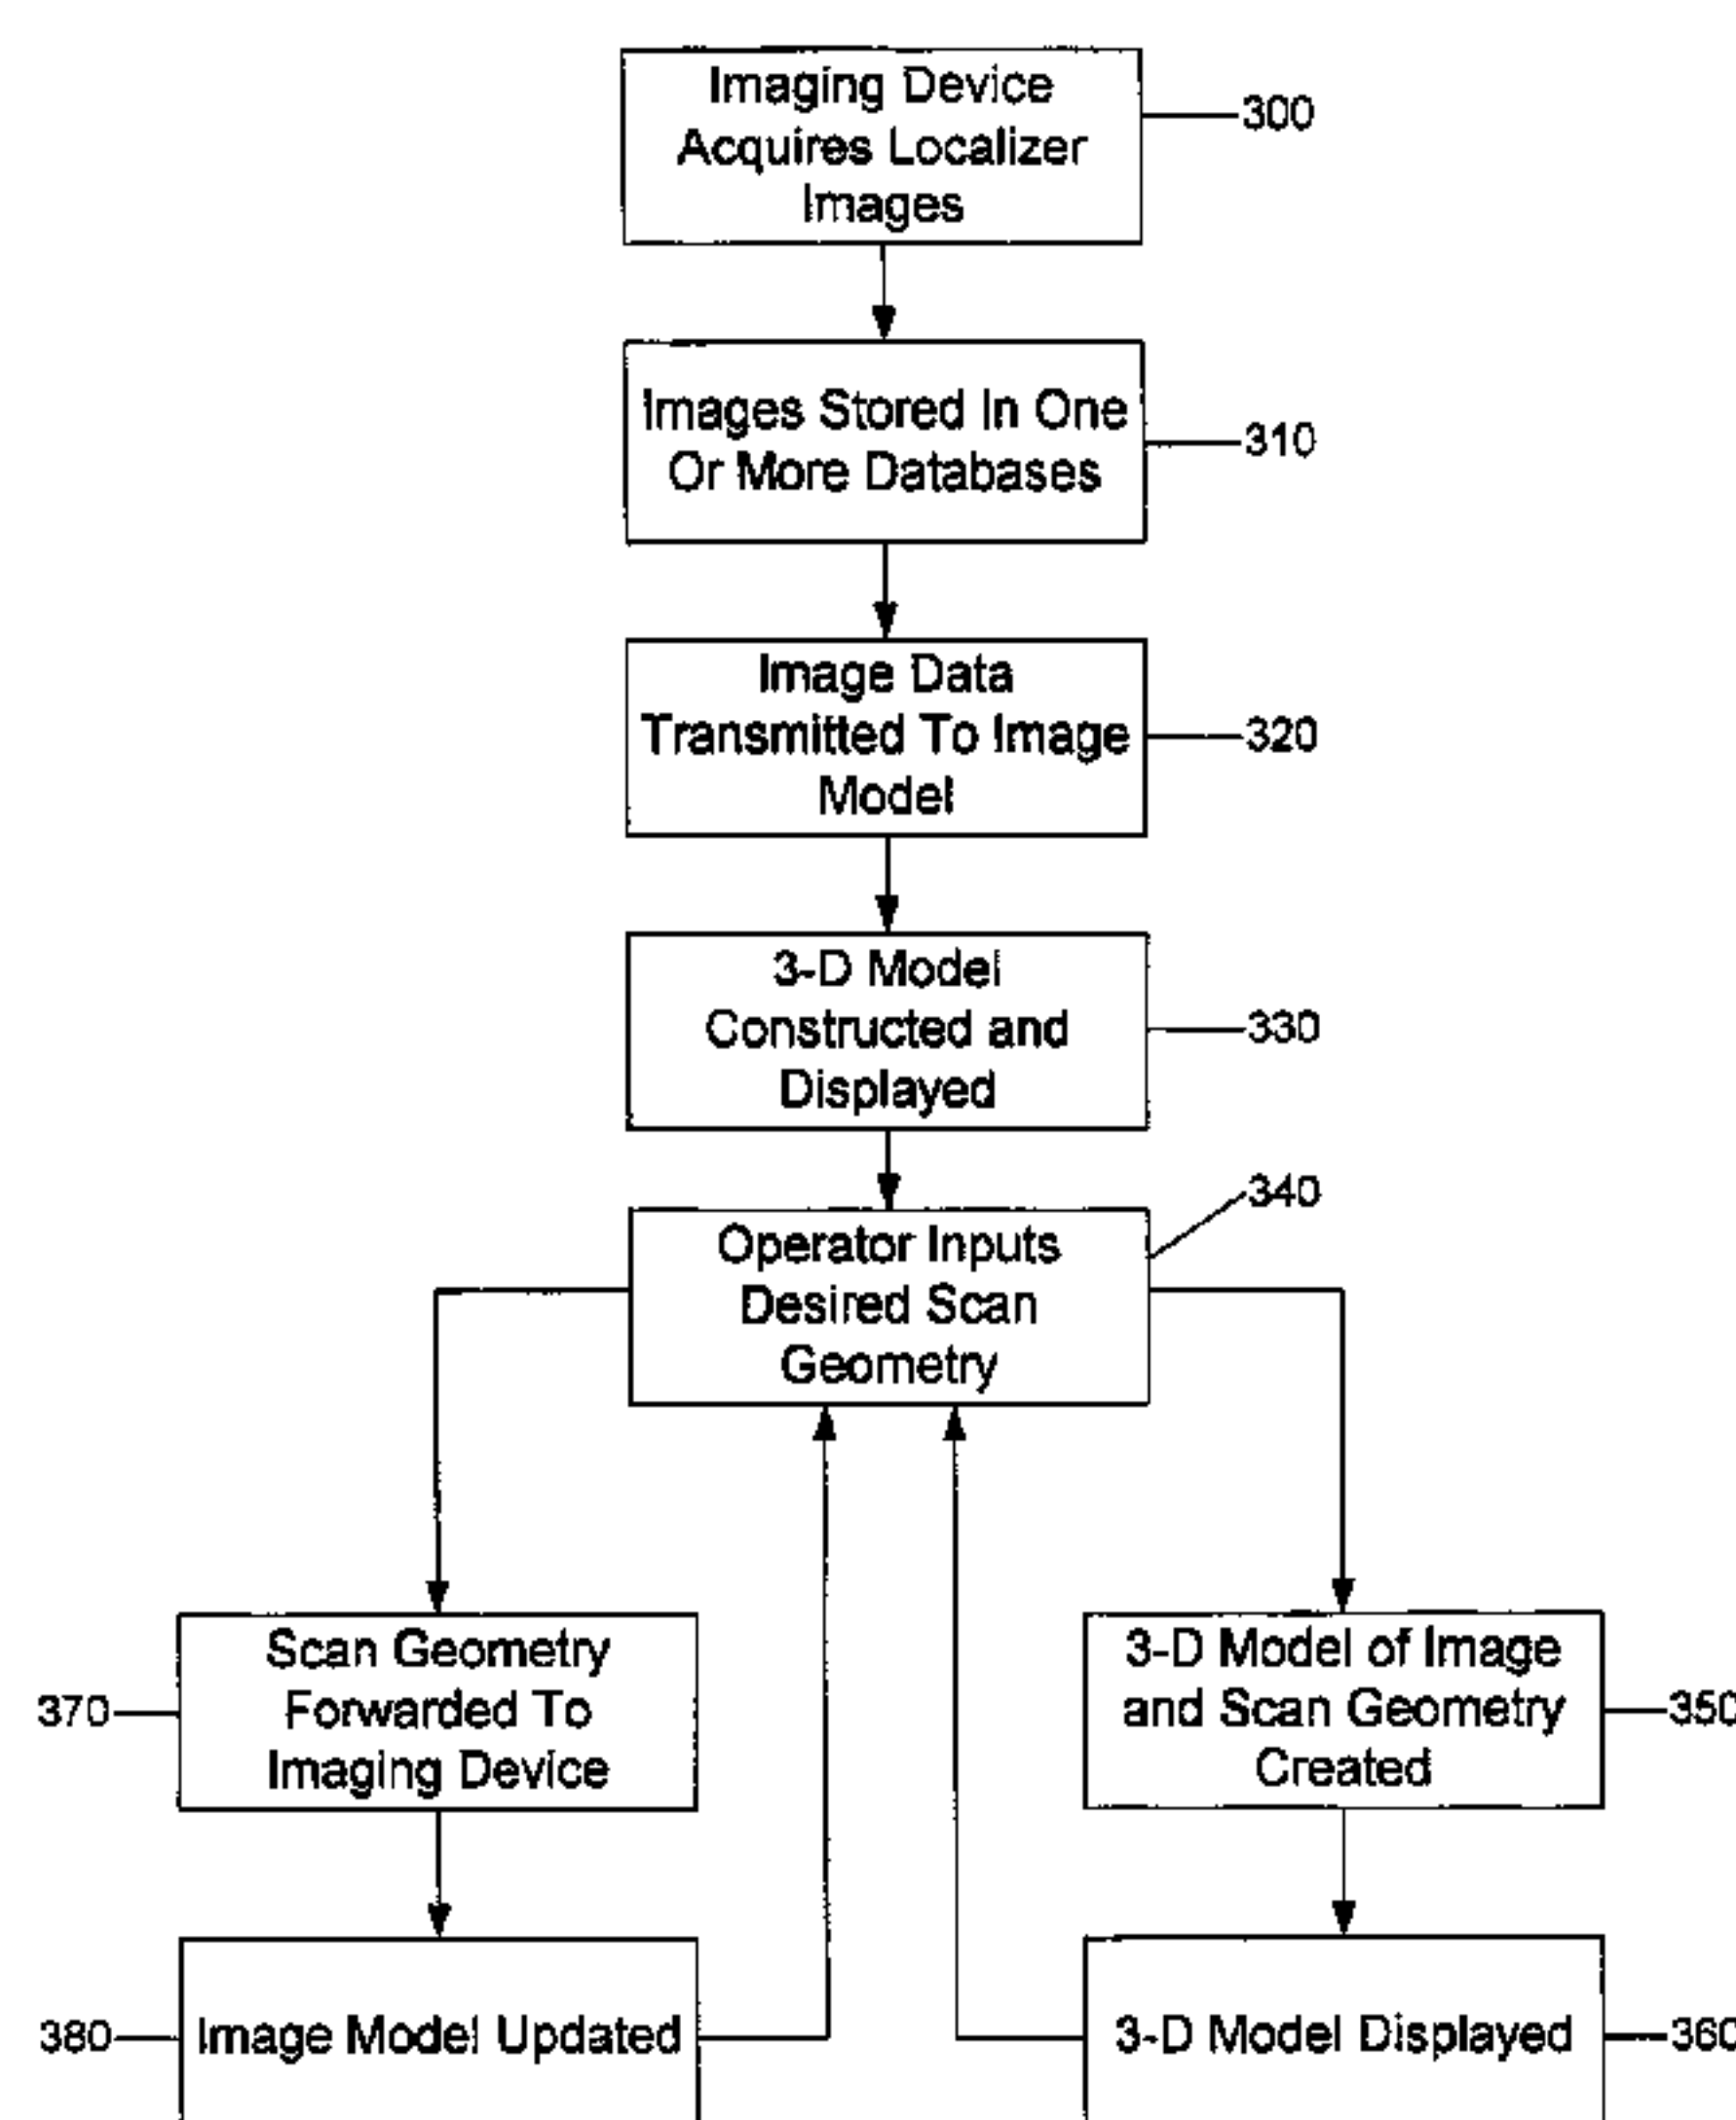 Imaging Device
Acquires Localizer
Images
300
Images Stored In One
Or More Databases
310
Image Data
Transmitted To Image
Model
320
3-D Model
Constructed and
Displayed
330
340
Operator Inputs
Desired Scan
Geometry
Scan Geometry
Forwarded To
Imaging Device
370
3-D Model of Image
and Scan Geometry
Created
350
380
Image Model Updated
3-D Model Displayed
360